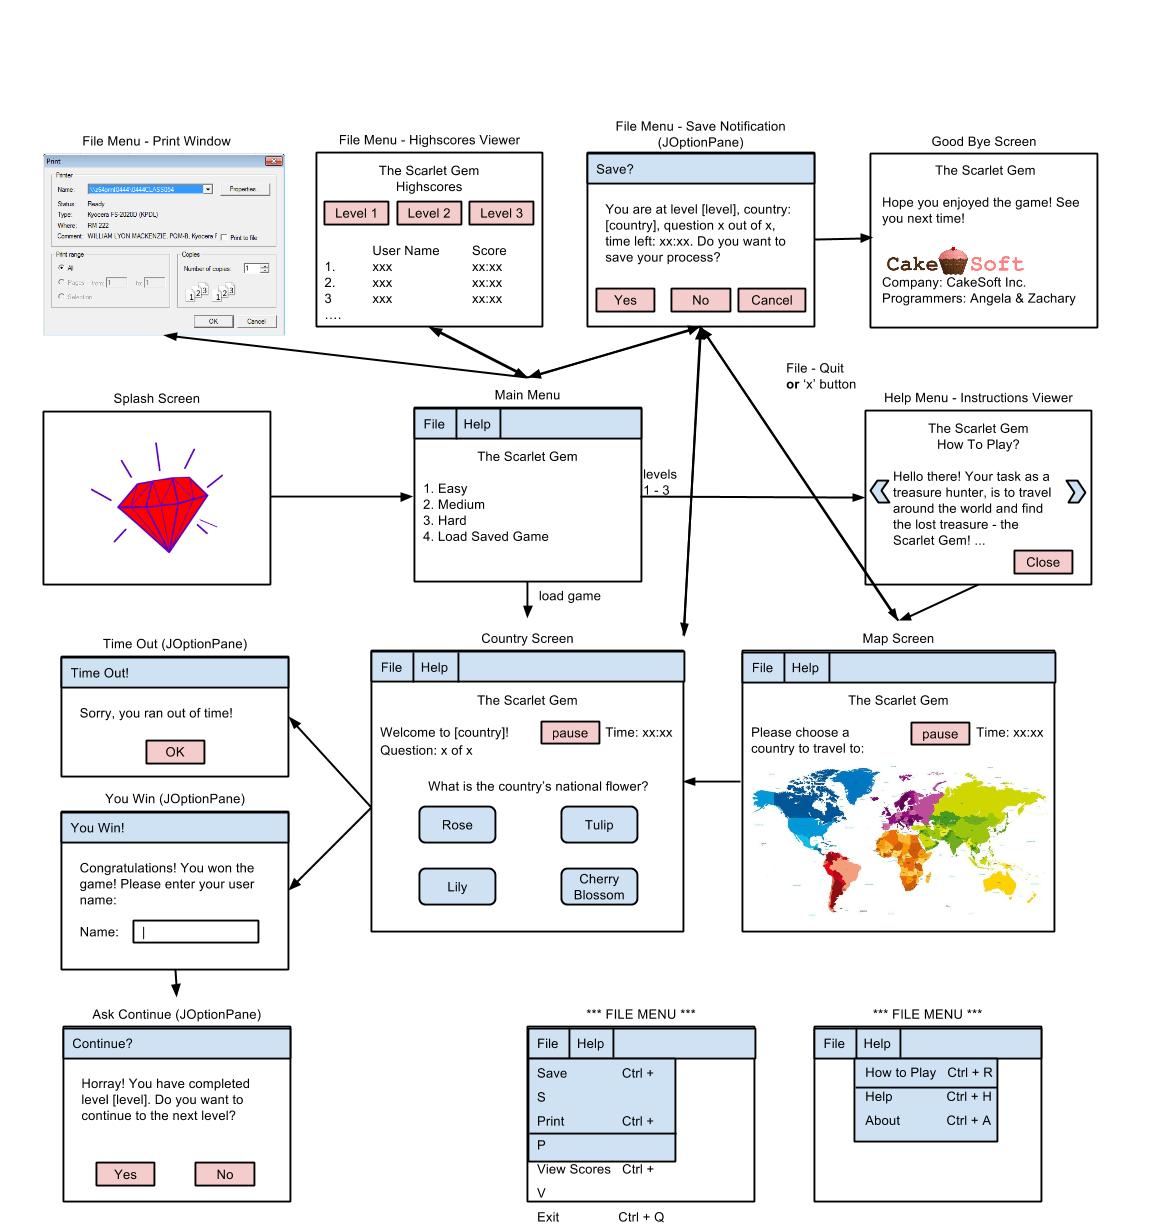 File Menu - Print Window
Print
Printer
Name:
Properties...
Status: Ready
Type: Kyocera FS-2020D (KPDL)
Where: RM 222
Comment: WILLIAM LYON MACKENZIE, POM-B, Kyocera F
Print to file
Print range
All
Pages from: 1 to: 1
Selection
Copies
Number of copies: 1
1 2 3 1 2 3
OK Cancel
File Menu - Highscores Viewer
The Scarlet Gem
Highscores
Level 1 Level 2 Level 3
User Name Score
1. xxx xx:xx
2. xxx xx:xx
3 xxx xx:xx
....
File Menu - Save Notification
(JOptionPane)
Save?
You are at level [level], country:
[country], question x out of x,
time left: xx:xx. Do you want to
save your process?
Yes No Cancel
Good Bye Screen
The Scarlet Gem
Hope you enjoyed the game! See
you next time!
Cake Soft
Company: CakeSoft Inc.
Programmers: Angela & Zachary
File - Quit
or 'x' button
Splash Screen
Main Menu
File Help
The Scarlet Gem
1. Easy
2. Medium
3. Hard
4. Load Saved Game
levels
1 - 3
load game
Help Menu - Instructions Viewer
The Scarlet Gem
How To Play?
Hello there! Your task as a
treasure hunter, is to travel
around the world and find
the lost treasure - the
Scarlet Gem! ...
Close
Time Out (JOptionPane)
Time Out!
Sorry, you ran out of time!
OK
Country Screen
File Help
The Scarlet Gem
Welcome to [country]!
pause Time: xx:xx
Question: x of x
What is the country's national flower?
Rose Tulip
Lily Cherry
Blossom
Map Screen
File Help
The Scarlet Gem
Please choose a
country to travel to:
pause Time: xx:xx
You Win (JOptionPane)
You Win!
Congratulations! You won the
game! Please enter your user
name:
Name: |
Ask Continue (JOptionPane)
Continue?
Horray! You have completed
level [level]. Do you want to
continue to the next level?
Yes No
*** FILE MENU ***
File Help
Save Ctrl +
S
Print Ctrl +
P
View Scores Ctrl +
V
Exit Ctrl + Q
*** FILE MENU ***
File Help
How to Play Ctrl + R
Help Ctrl + H
About Ctrl + A